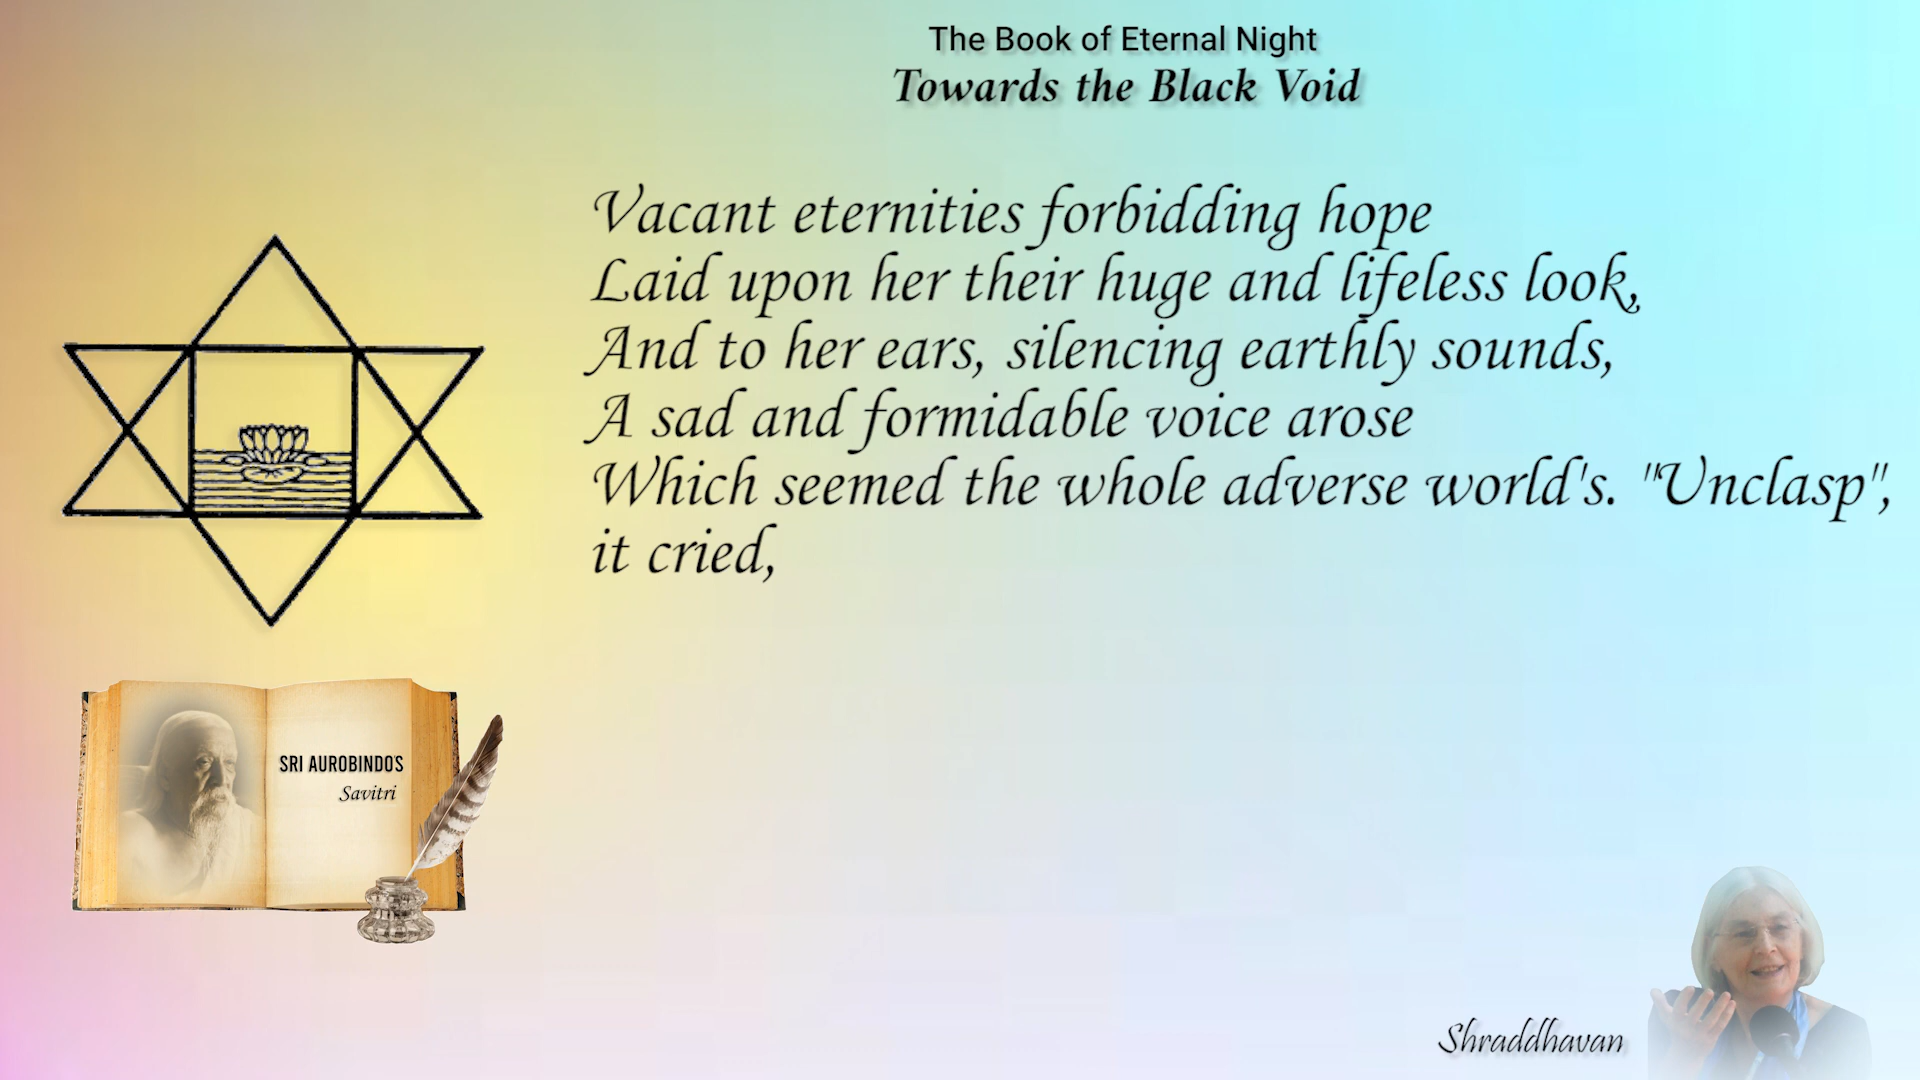 The Book of Eternal Night
Towards the Black Void
Vacant eternities forbidding hope
Laid upon her their huge and lifeless look,
And to her ears, silencing earthly sounds,
A sad and formidable voice arose
Which seemed the whole adverse world's. "Unclasp",
it cried,
SRI AUROBINDO'S
Savitri
Shraddhavan